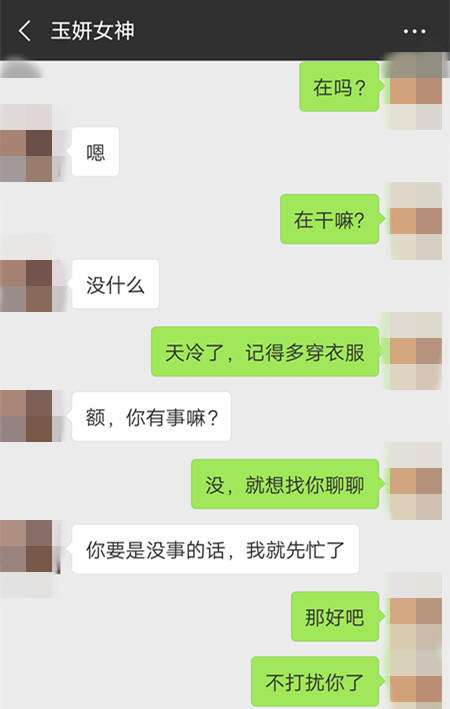 玉妍女神
在吗?
嗯
在干嘛?
没什么
天冷了，记得多穿衣服
额，你有事嘛?
没，就想找你聊聊
你要是没事的话，我就先忙了
那好吧
不打扰你了